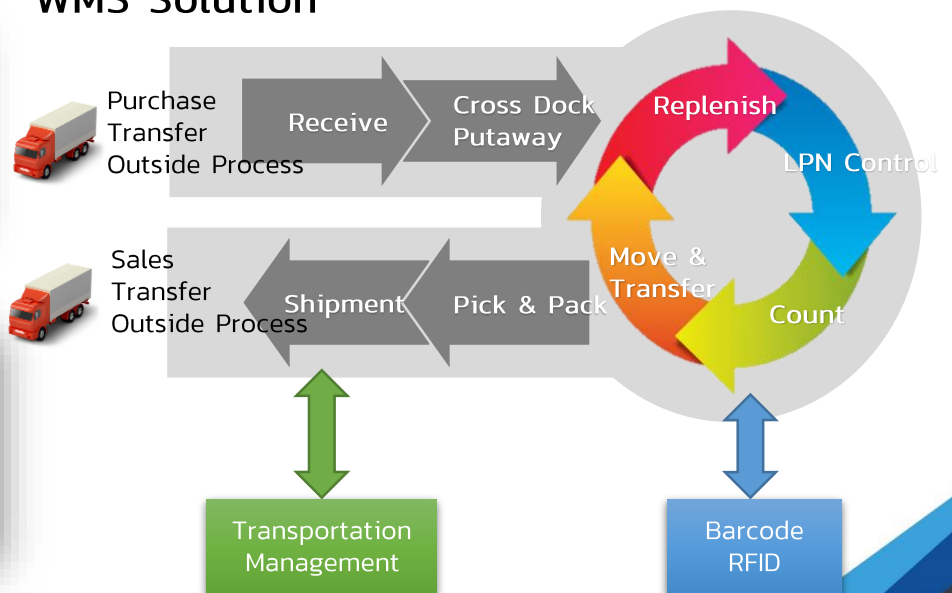 WMS Solution
Purchase
Transfer
Outside Process
Receive
Cross Dock
Putaway
Replenish
LPN Control
Count
Move &
Transfer
Pick & Pack
Shipment
Sales
Transfer
Outside Process
Transportation
Management
Barcode
RFID